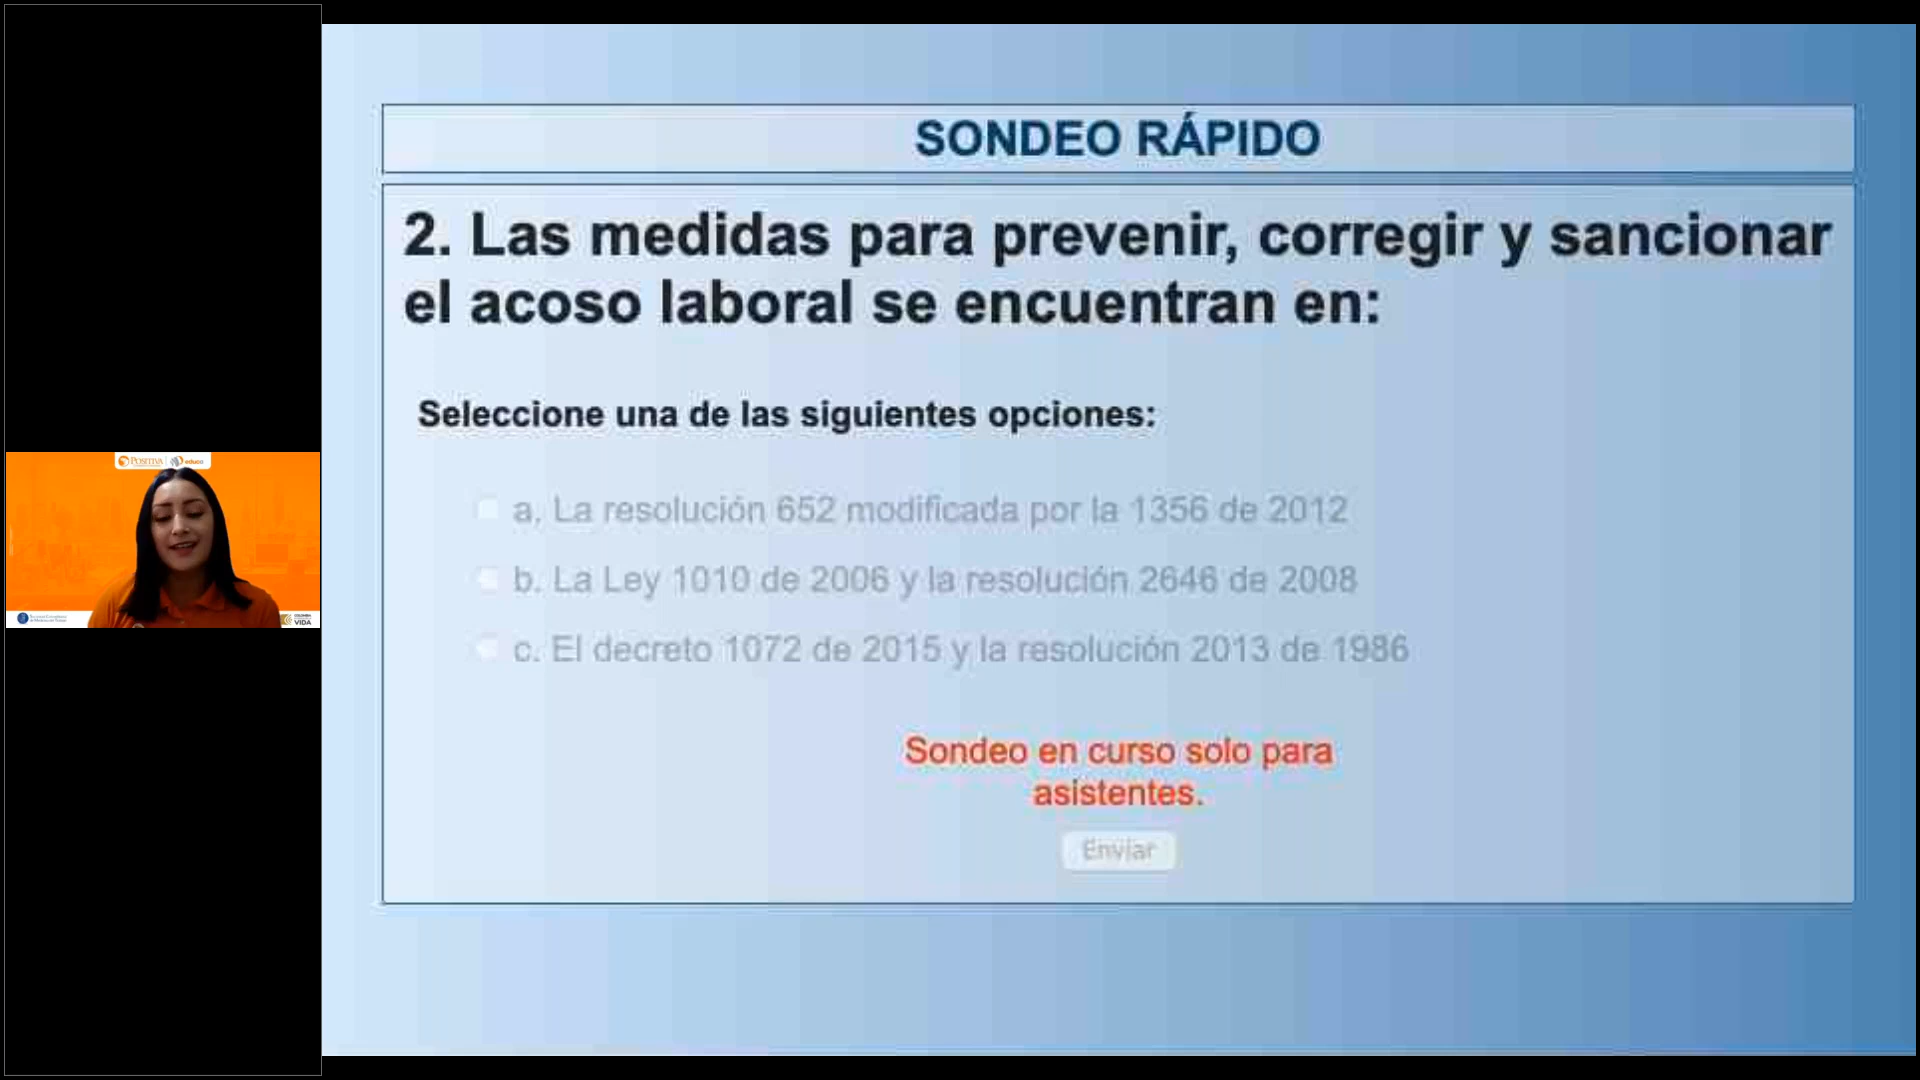 SONDEO RÁPIDO
2. Las medidas para prevenir, corregir y sancionar
el acoso laboral se encuentran en:
Seleccione una de las siguientes opciones:
a. La resolución 652 modificada por la 1356 de 2012
b. La Ley 1010 de 2006 y la resolución 2646 de 2008
c. El decreto 1072 de 2015 y la resolución 2013 de 1986
Sondeo en curso solo para
asistentes.
Enviar
POSITIVA educa
VIDA